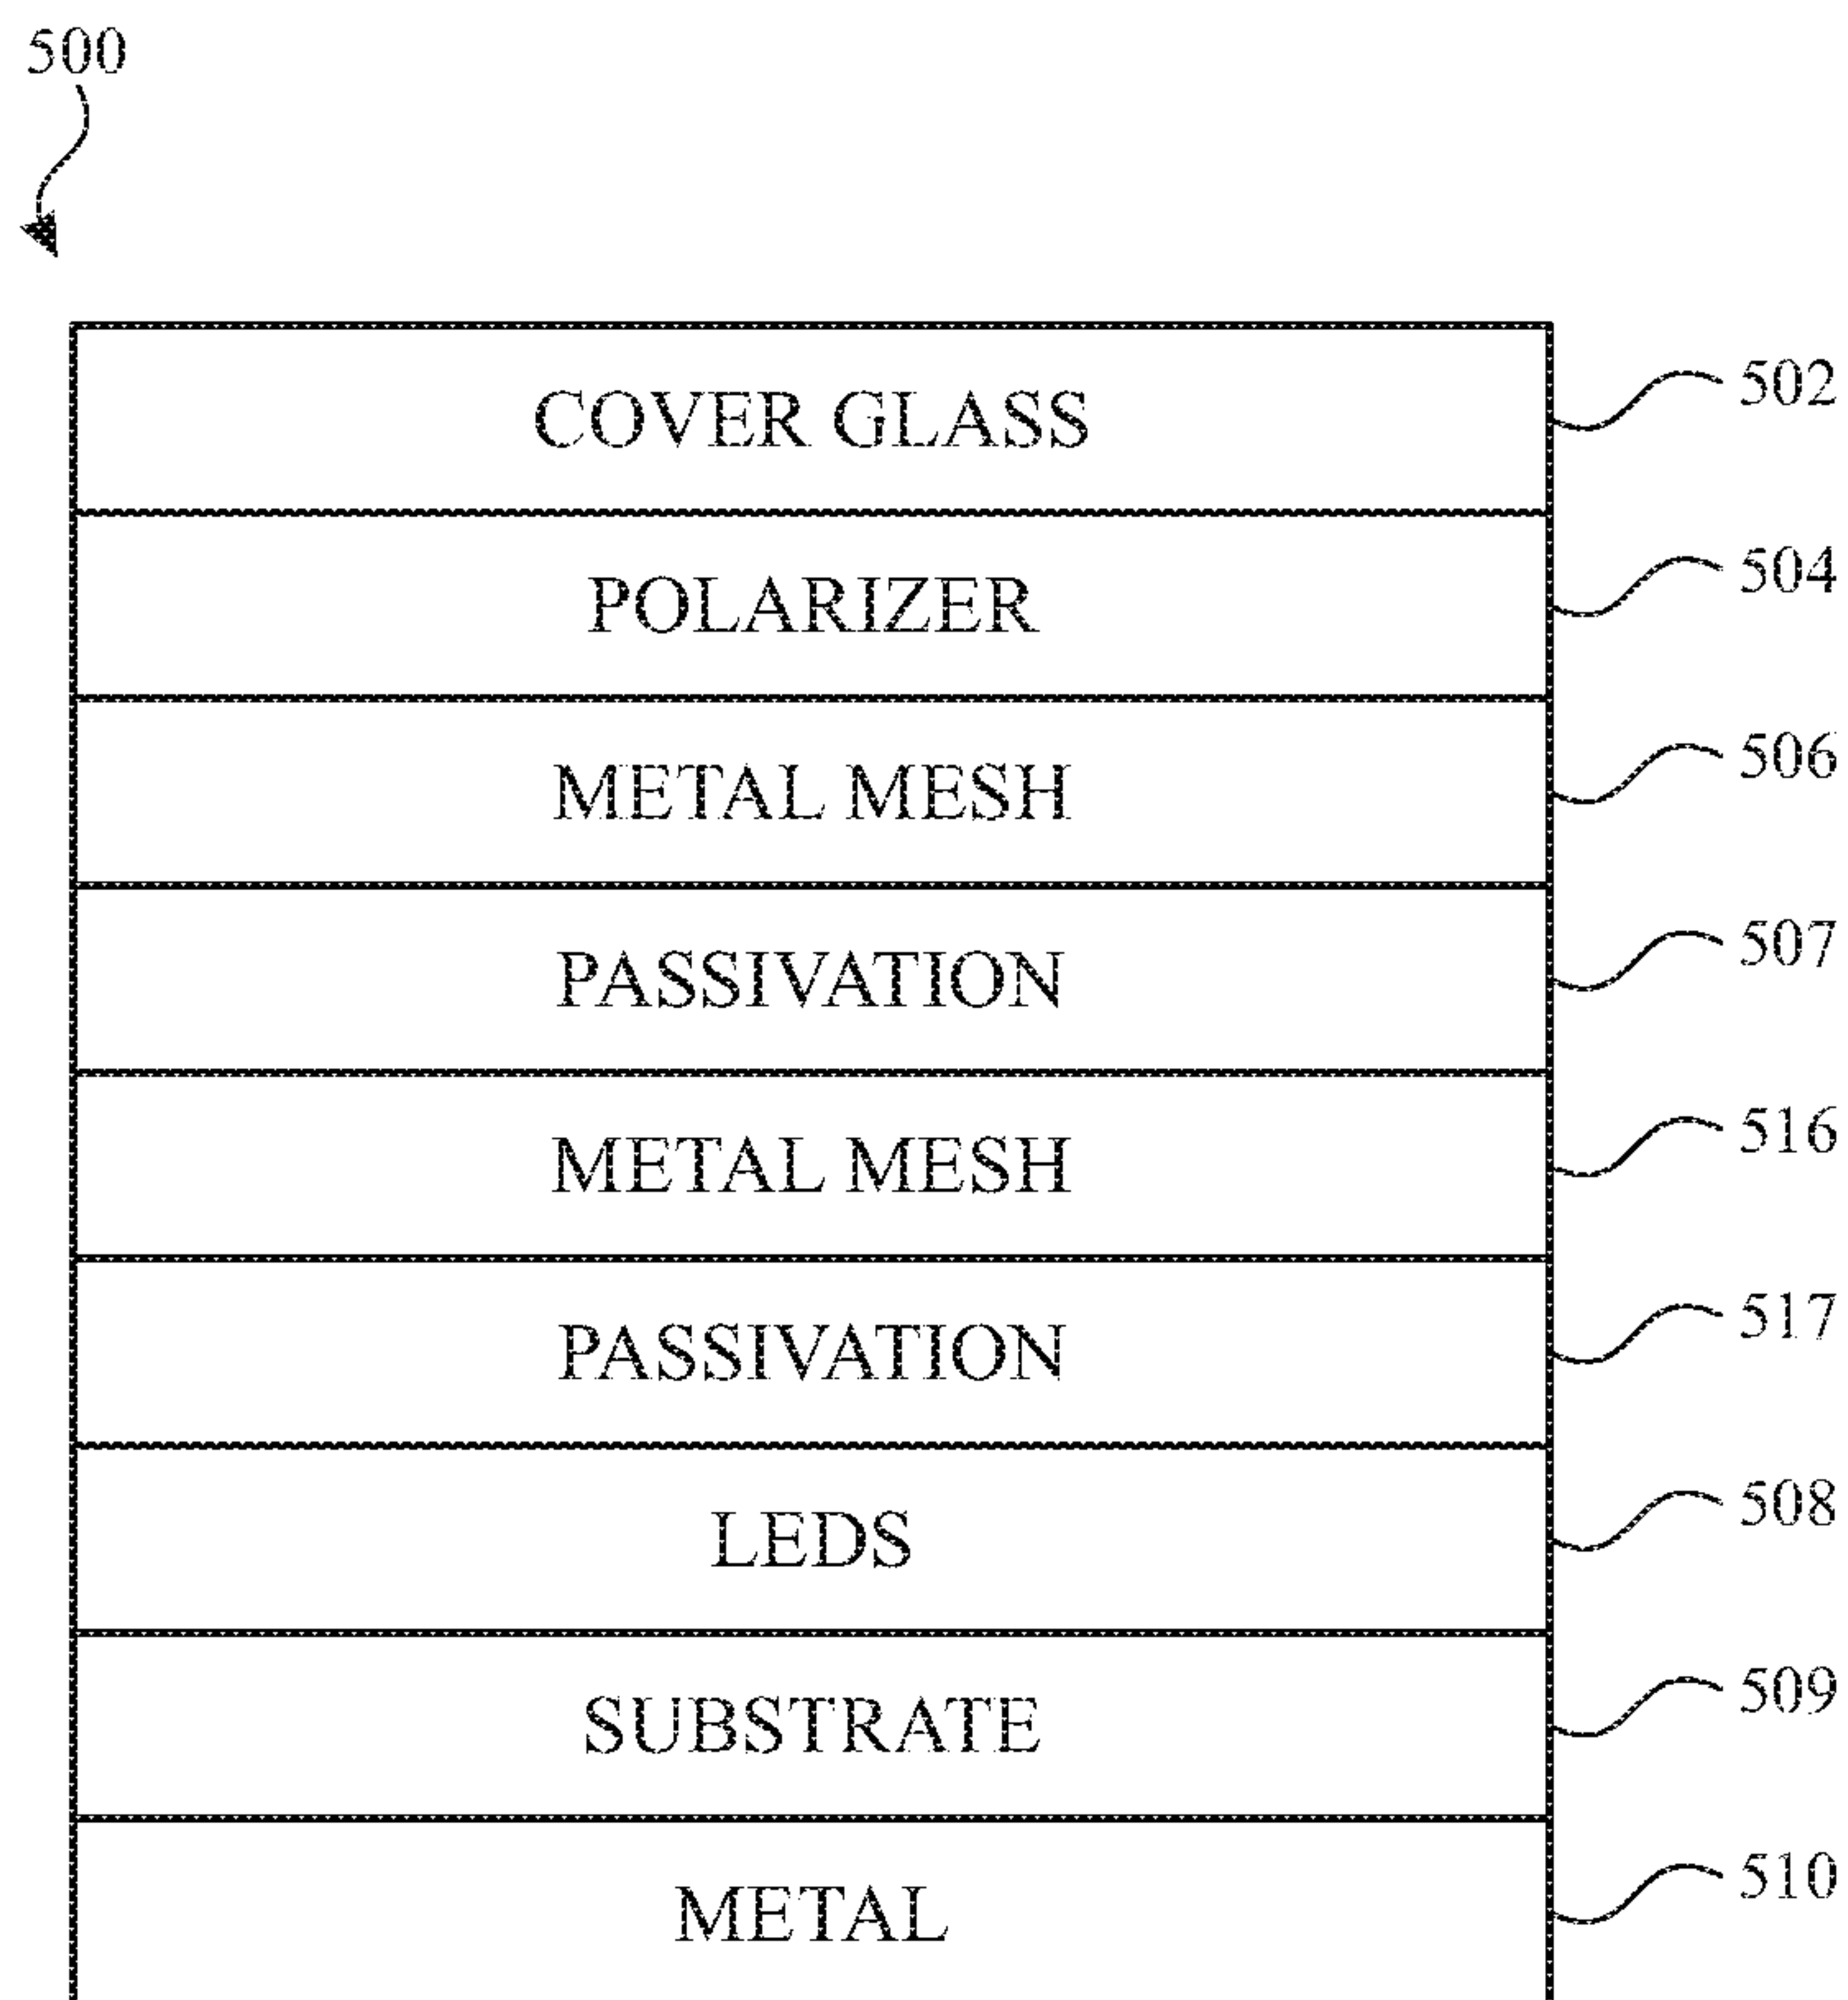 500
COVER GLASS 502
POLARIZER 504
METAL MESH 506
PASSIVATION 507
METAL MESH 516
PASSIVATION 517
LEDS 508
SUBSTRATE 509
METAL 510